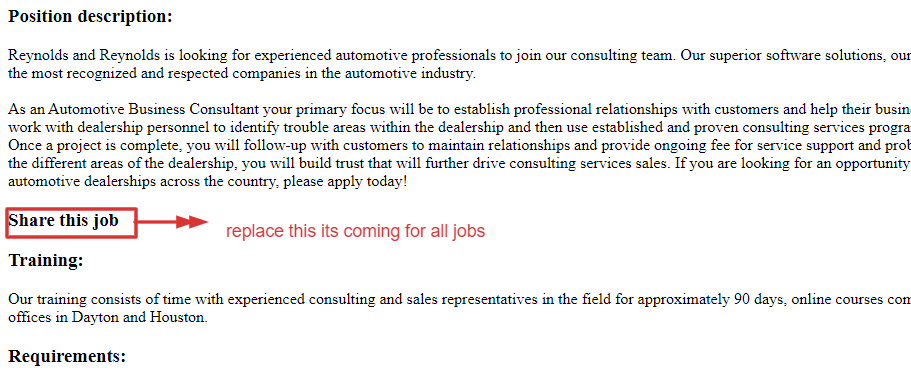 Position description:
Reynolds and Reynolds is looking for experienced automotive professionals to join our consulting team. Our superior software solutions, our
the most recognized and respected companies in the automotive industry.
As an Automotive Business Consultant your primary focus will be to establish professional relationships with customers and help their busin
work with dealership personnel to identify trouble areas within the dealership and then use established and proven consulting services progra
Once a project is complete, you will follow-up with customers to maintain relationships and provide ongoing fee for service support and prob
the different areas of the dealership, you will build trust that will further drive consulting services sales. If you are looking for an opportunity
automotive dealerships across the country, please apply today!
Share this job
replace this its coming for all jobs
Training:
Our training consists of time with experienced consulting and sales representatives in the field for approximately 90 days, online courses com
offices in Dayton and Houston.
Requirements: